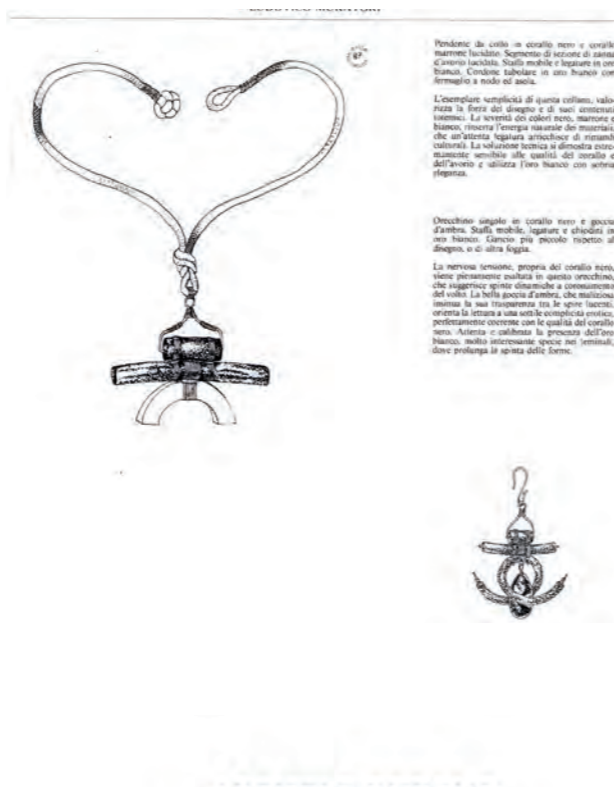 LUDOVICO MURATORI
Pendente da collo in corallo nero e corallo
marrone lucidato. Segmento di sezione di zanna
d'avorio lucidata. Staffa mobile e legature in oro
bianco. Cordone tubolare in oro bianco con
fermaglio a nodo ed asola.
L'esemplare semplicità di questa collana, valo-
rizza la forza del disegno e di suoi contenuti
intrinseci. La severità dei colori nero, marrone e
bianco, rinserra l'energia naturale dei materiali,
che un'attenta legatura arricchisce di rimandi
culturali. La soluzione tecnica si dimostra estre-
mamente sensibile alle qualità del corallo e
dell'avorio e utilizza l'oro bianco con sobria
eleganza.
Orecchino singolo in corallo nero e goccia
d'ambra. Staffa mobile, legature e chiodini in
oro bianco. Gancio più piccolo rispetto al
disegno, o di altra foggia.
La nervosa tensione, propria del corallo nero,
viene pienamente esaltata in questo orecchino,
che suggerisce spinte dinamiche a coronamento
del volto. La bella goccia d'ambra, che maliziosa
insinua la sua trasparenza tra le spire lucenti,
orienta la lettura a una sottile complicità erotica,
perfettamente coerente con le qualità del corallo
nero. Attenta e calibrata la presenza dell'oro
bianco, molto interessante specie nei terminali,
dove prolunga la spinta delle forme.